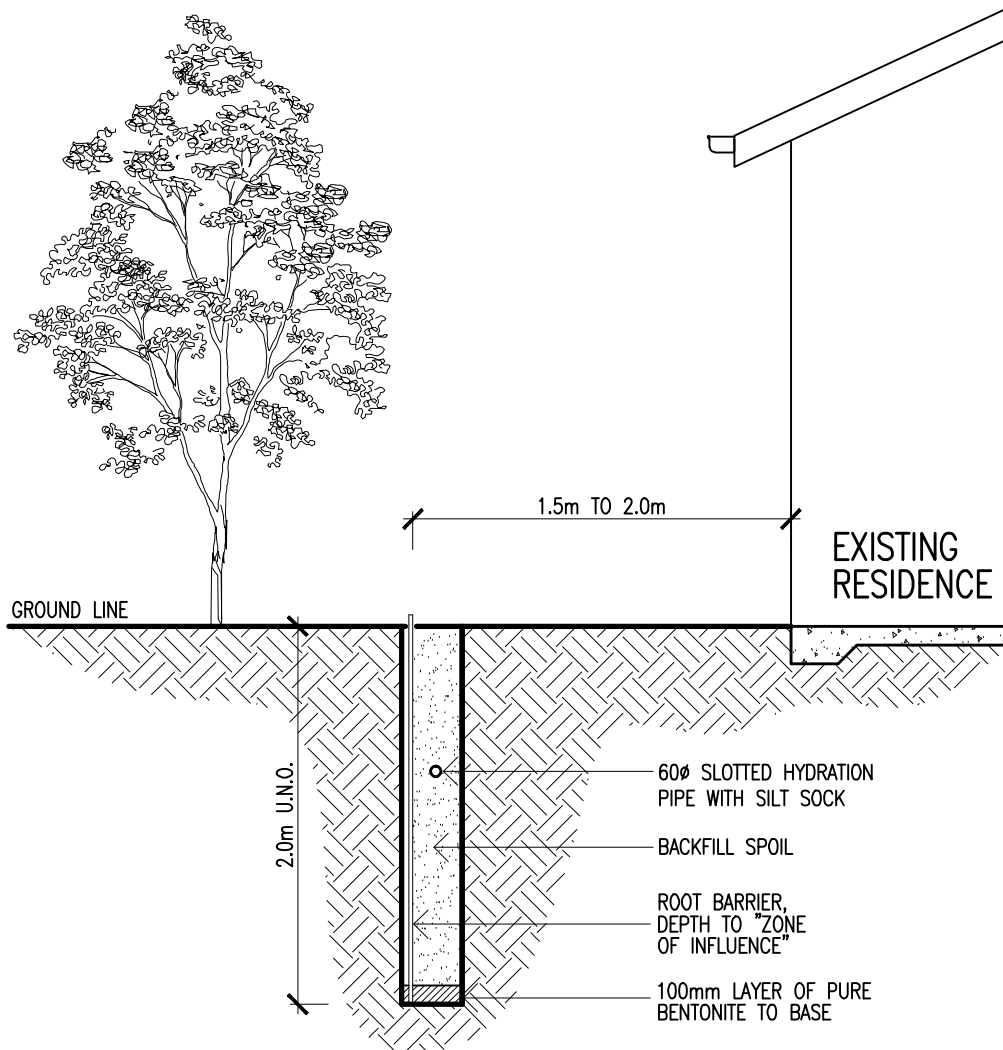 1.5m TO 2.0m
EXISTING
RESIDENCE
GROUND LINE
2.0m U.N.O.
60ø SLOTTED HYDRATION
PIPE WITH SILT SOCK
BACKFILL SPOIL
ROOT BARRIER,
DEPTH TO "ZONE
OF INFLUENCE"
100mm LAYER OF PURE
BENTONITE TO BASE